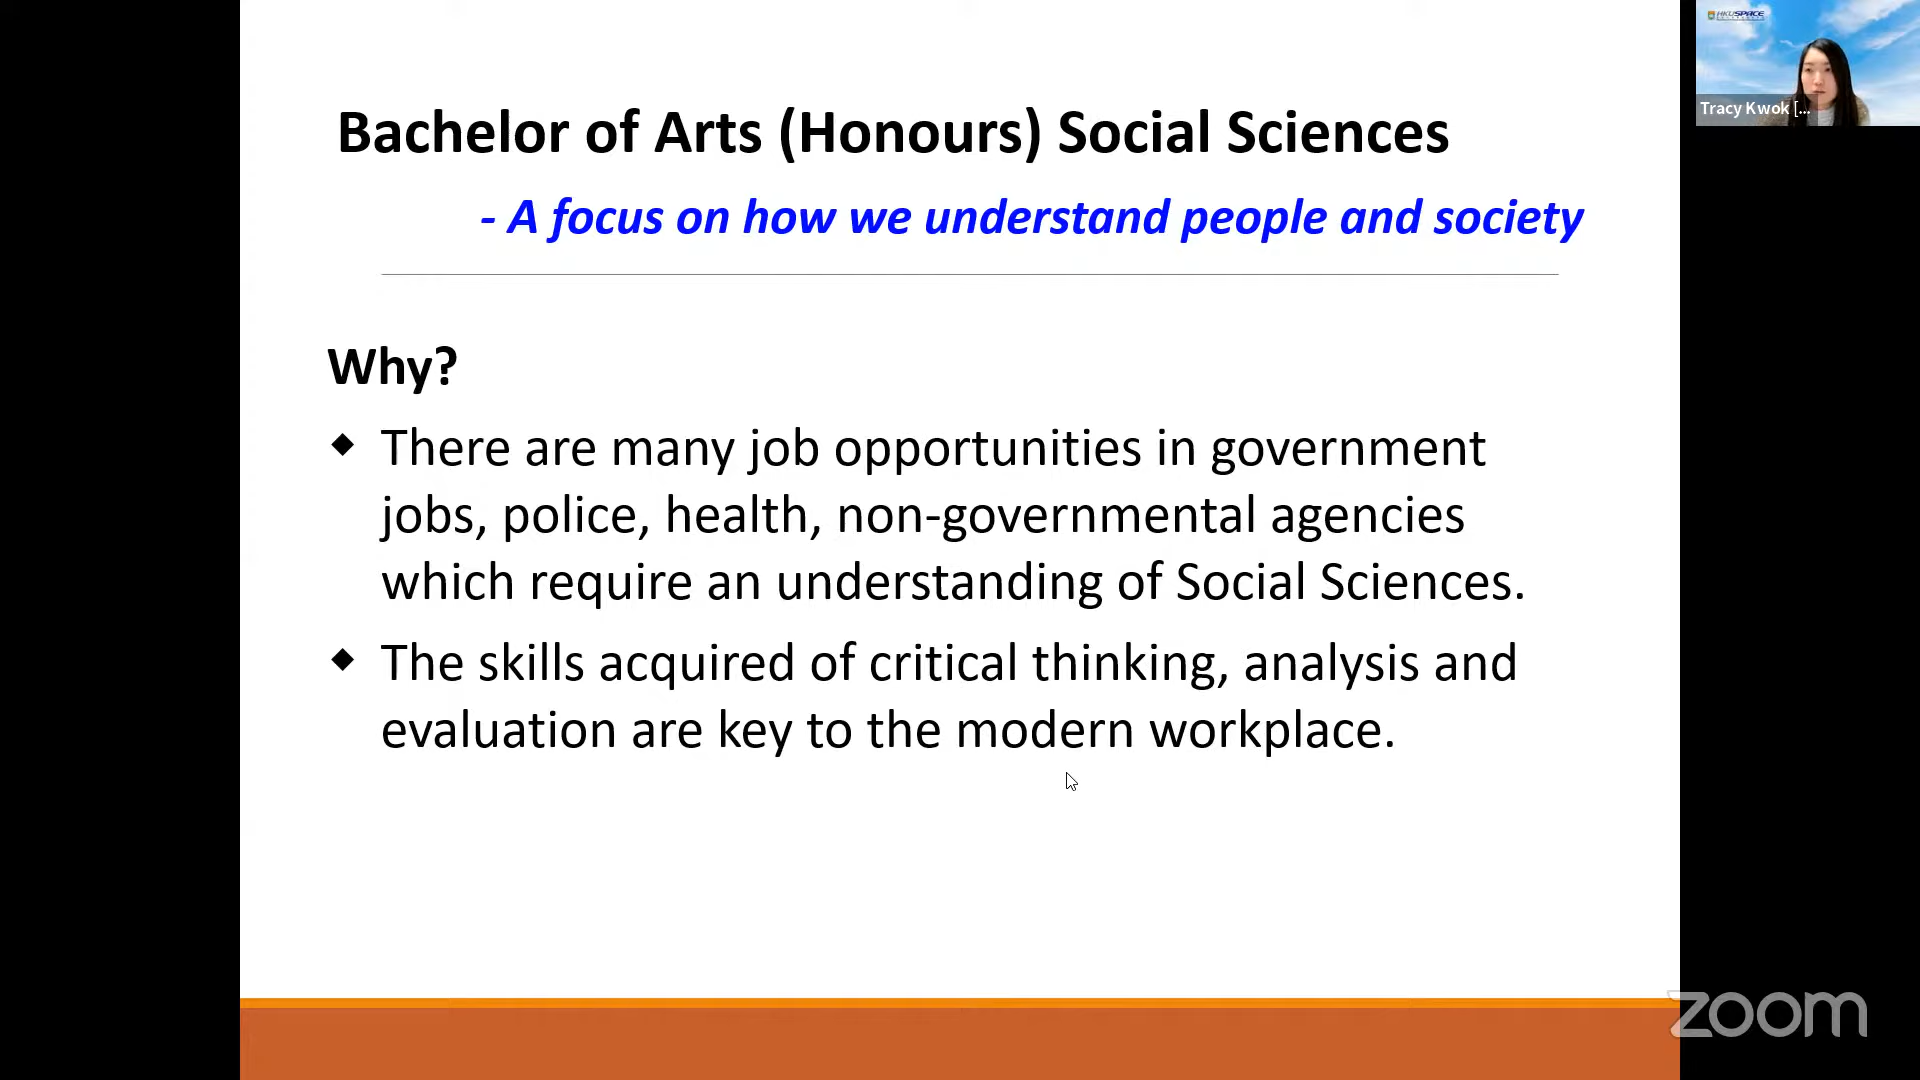 Bachelor of Arts (Honours) Social Sciences
- A focus on how we understand people and society
Why?
◆ There are many job opportunities in government
jobs, police, health, non-governmental agencies
which require an understanding of Social Sciences.
◆ The skills acquired of critical thinking, analysis and
evaluation are key to the modern workplace.
HKU SPACE
Tracy Kwok [...
zoom